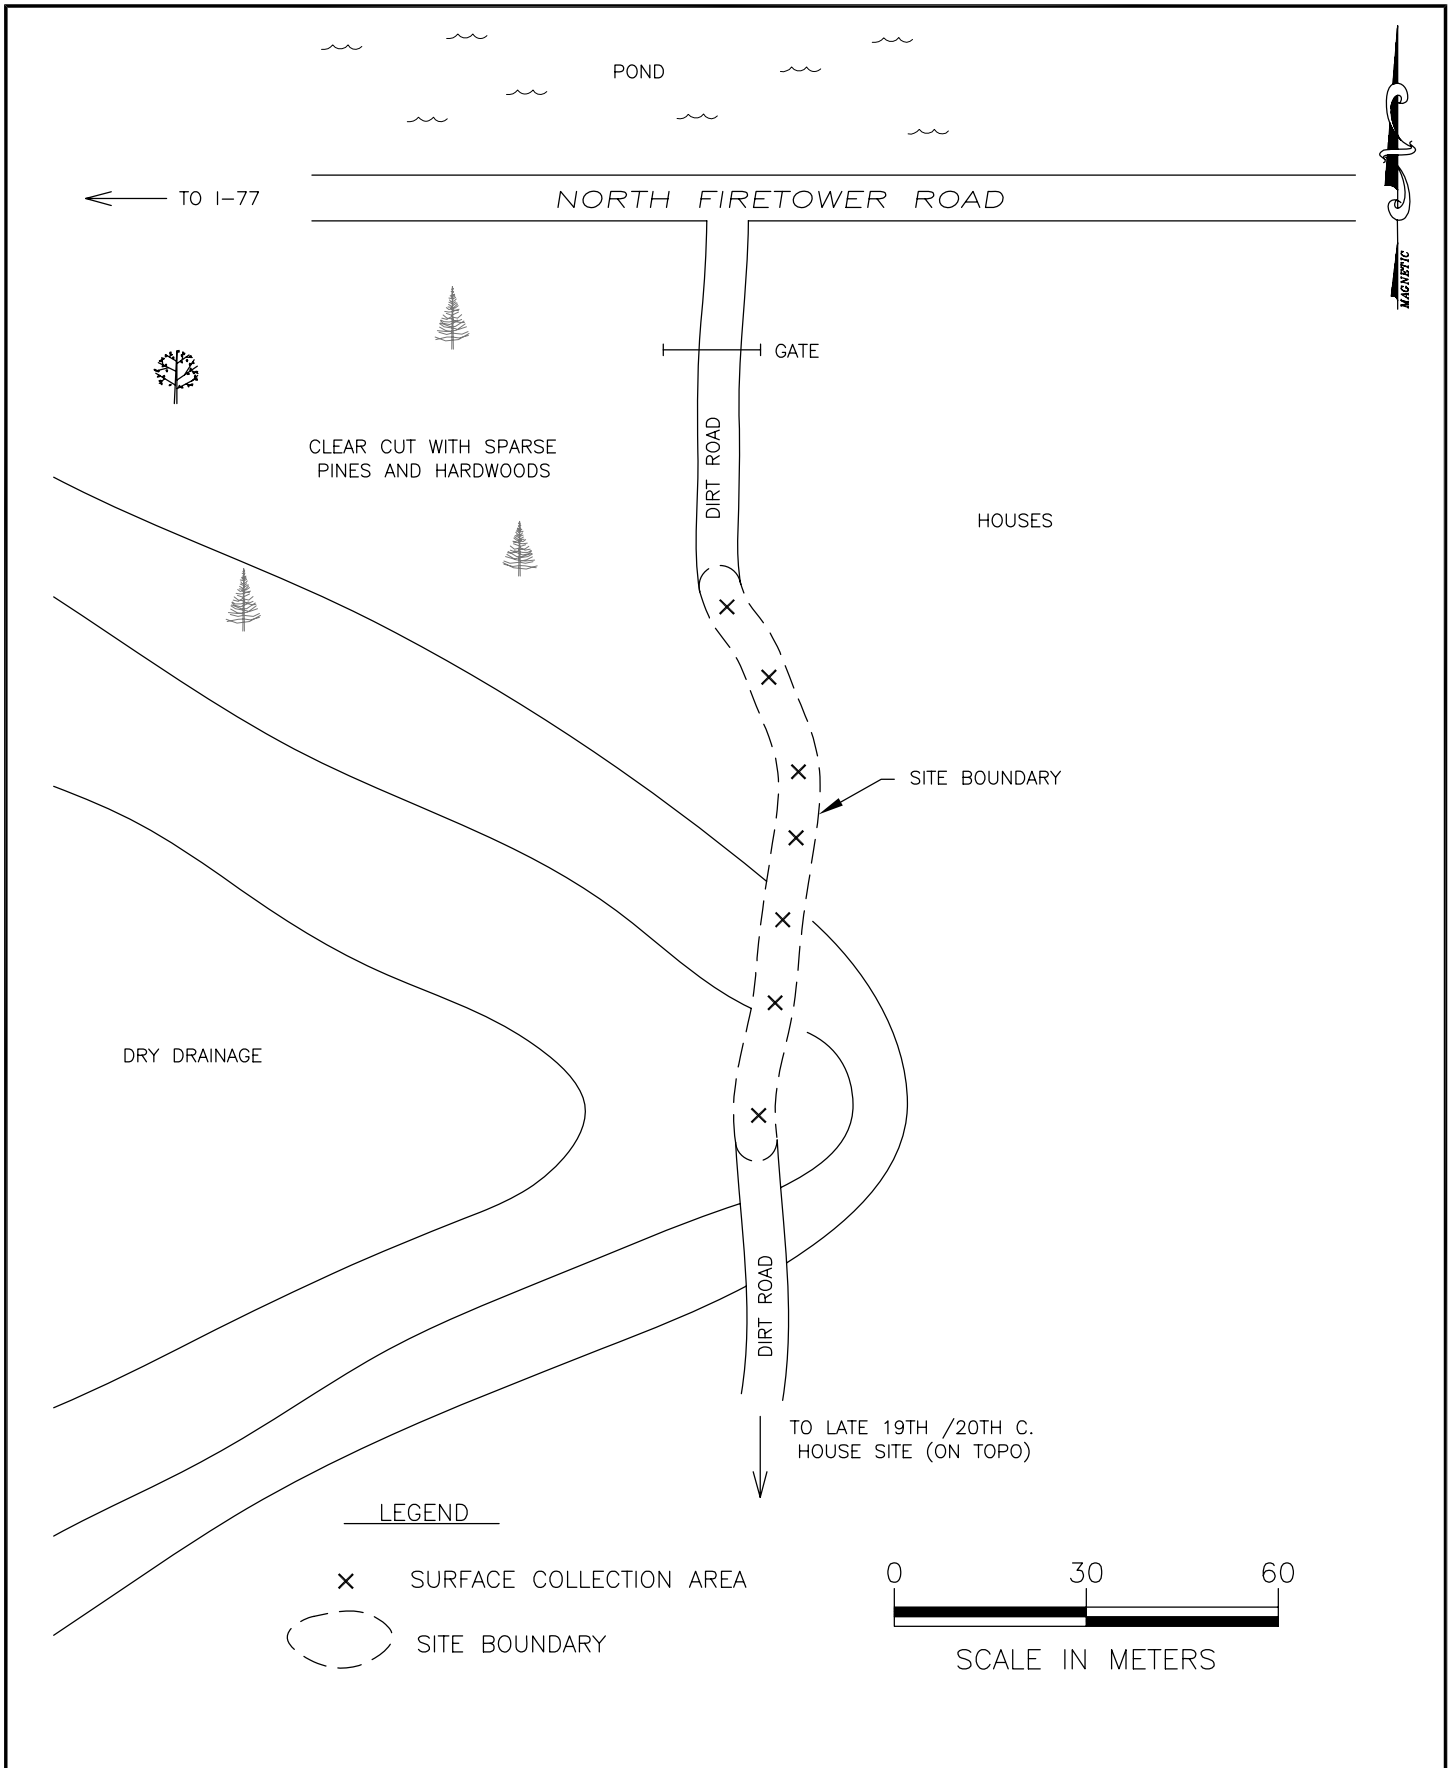 POND
TO I-77
NORTH FIRETOWER ROAD
MAGNETIC
GATE
CLEAR CUT WITH SPARSE
PINES AND HARDWOODS
DIRT ROAD
HOUSES
SITE BOUNDARY
DRY DRAINAGE
DIRT ROAD
TO LATE 19TH /20TH C.
HOUSE SITE (ON TOPO)
LEGEND
SURFACE COLLECTION AREA
SITE BOUNDARY
0 30 60
SCALE IN METERS